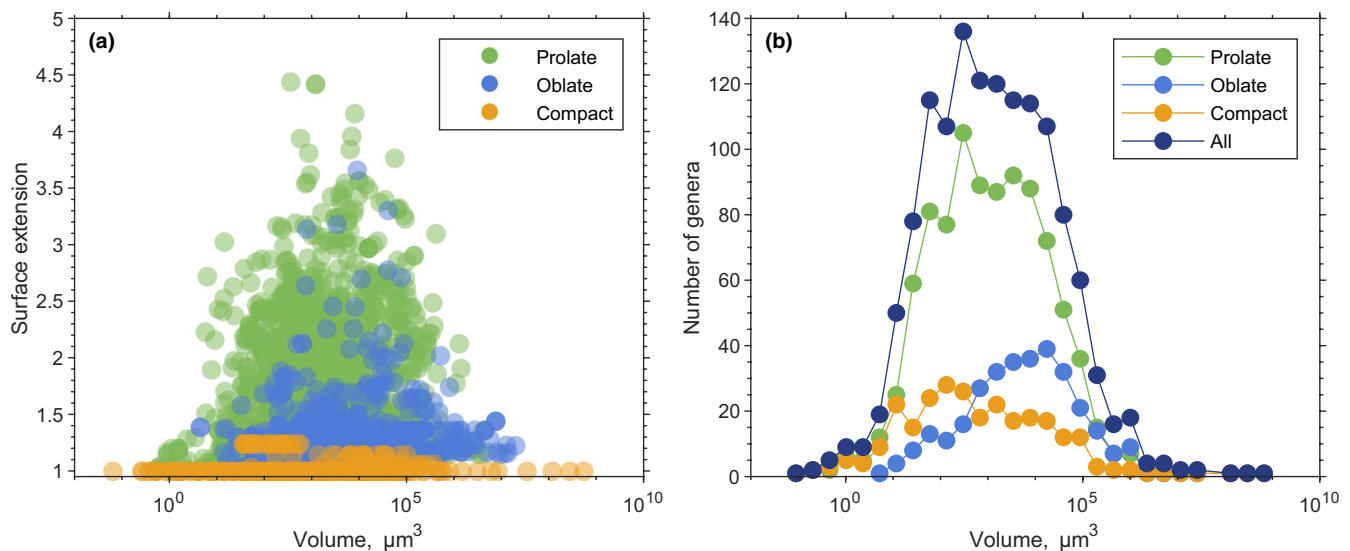 (a)
Prolate
Oblate
Compact
Surface extension
5
4.5
4
3.5
3
2.5
2
1.5
1
10^0
10^5
10^10
Volume, μm^3
(b)
Prolate
Oblate
Compact
All
Number of genera
140
120
100
80
60
40
20
0
10^0
10^5
10^10
Volume, μm^3